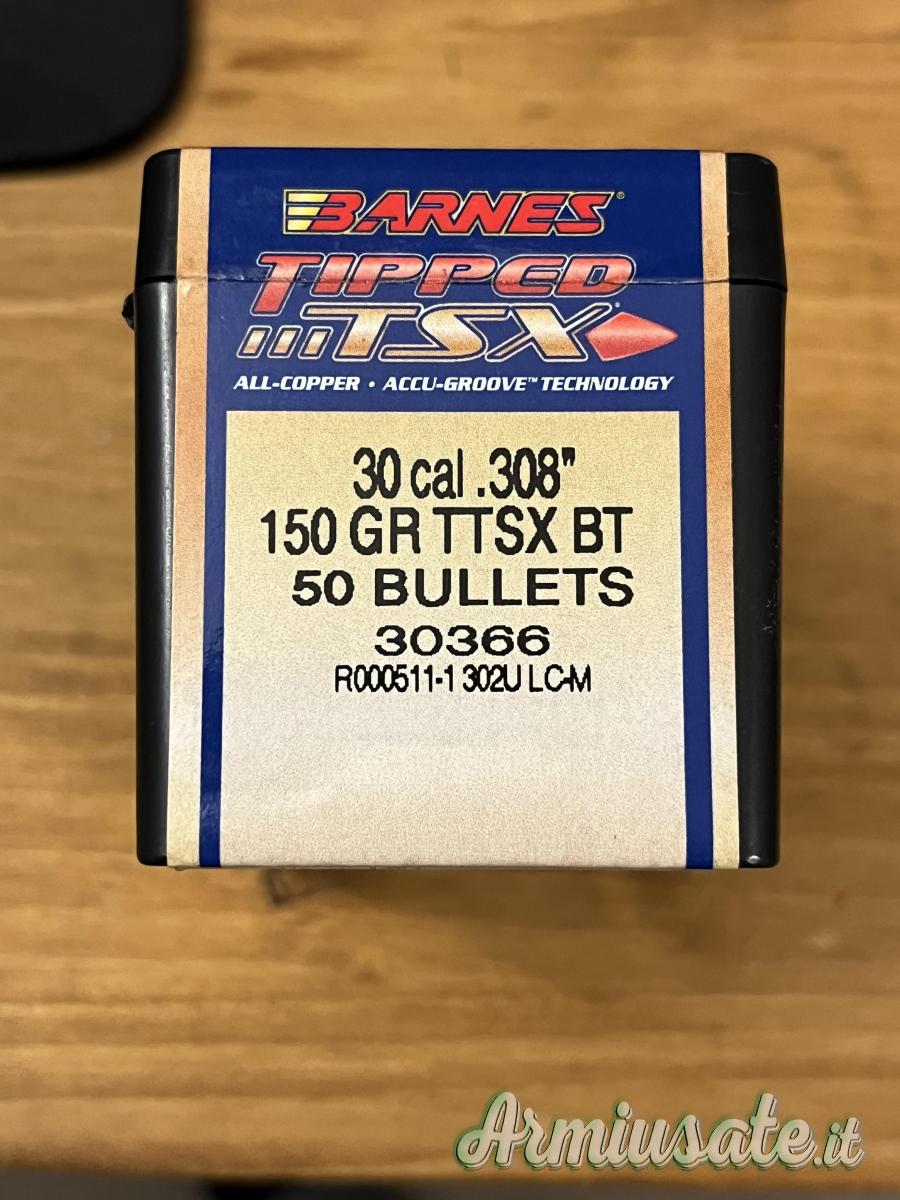 BARNES®
TIPPED
TSX®
ALL-COPPER • ACCU-GROOVE™ TECHNOLOGY
30 cal .308"
150 GR TTSX BT
50 BULLETS
30366
R000511-1 302U LC-M
Armiusate.it